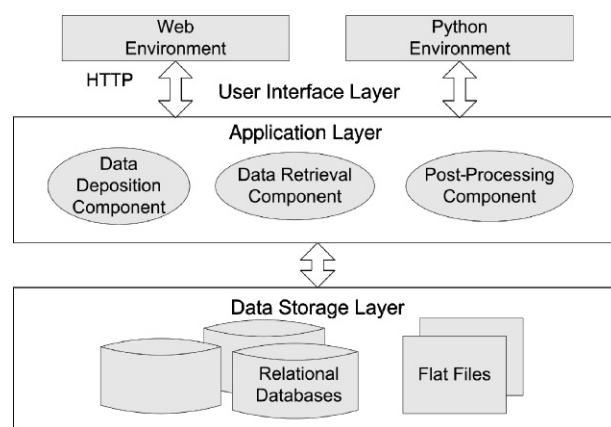 Web
Environment
Python
Environment
HTTP
User Interface Layer
Application Layer
Data
Deposition
Component
Data Retrieval
Component
Post-Processing
Component
Data Storage Layer
Relational
Databases
Flat Files